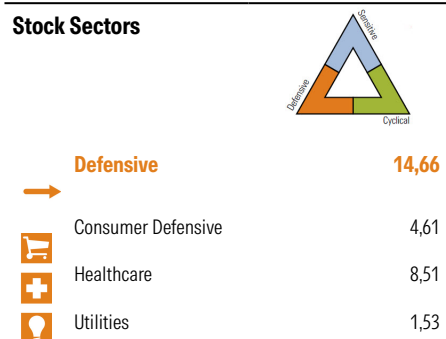 Stock Sectors
Sensitive
Defensive
Cyclical
Defensive 14,66
Consumer Defensive 4,61
Healthcare 8,51
Utilities 1,53